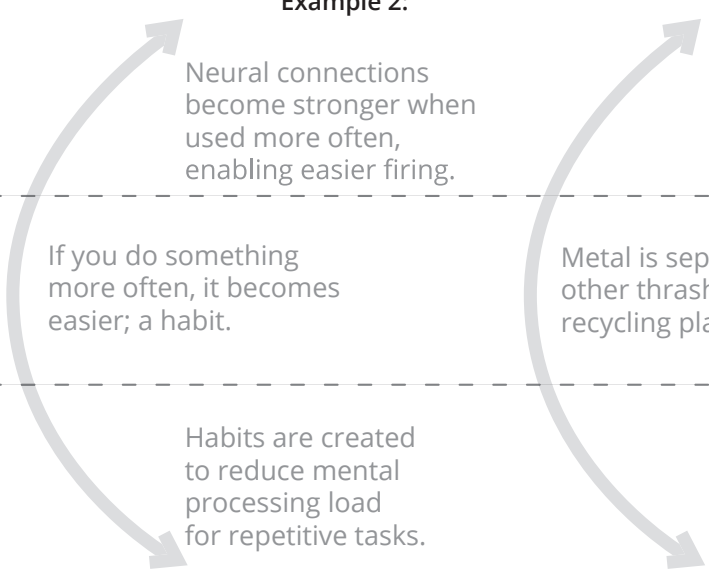 Example 2:
Neural connections
become stronger when
used more often,
enabling easier firing.
If you do something
more often, it becomes
easier; a habit.
Habits are created
to reduce mental
processing load
for repetitive tasks.
Metal is
other
recycling